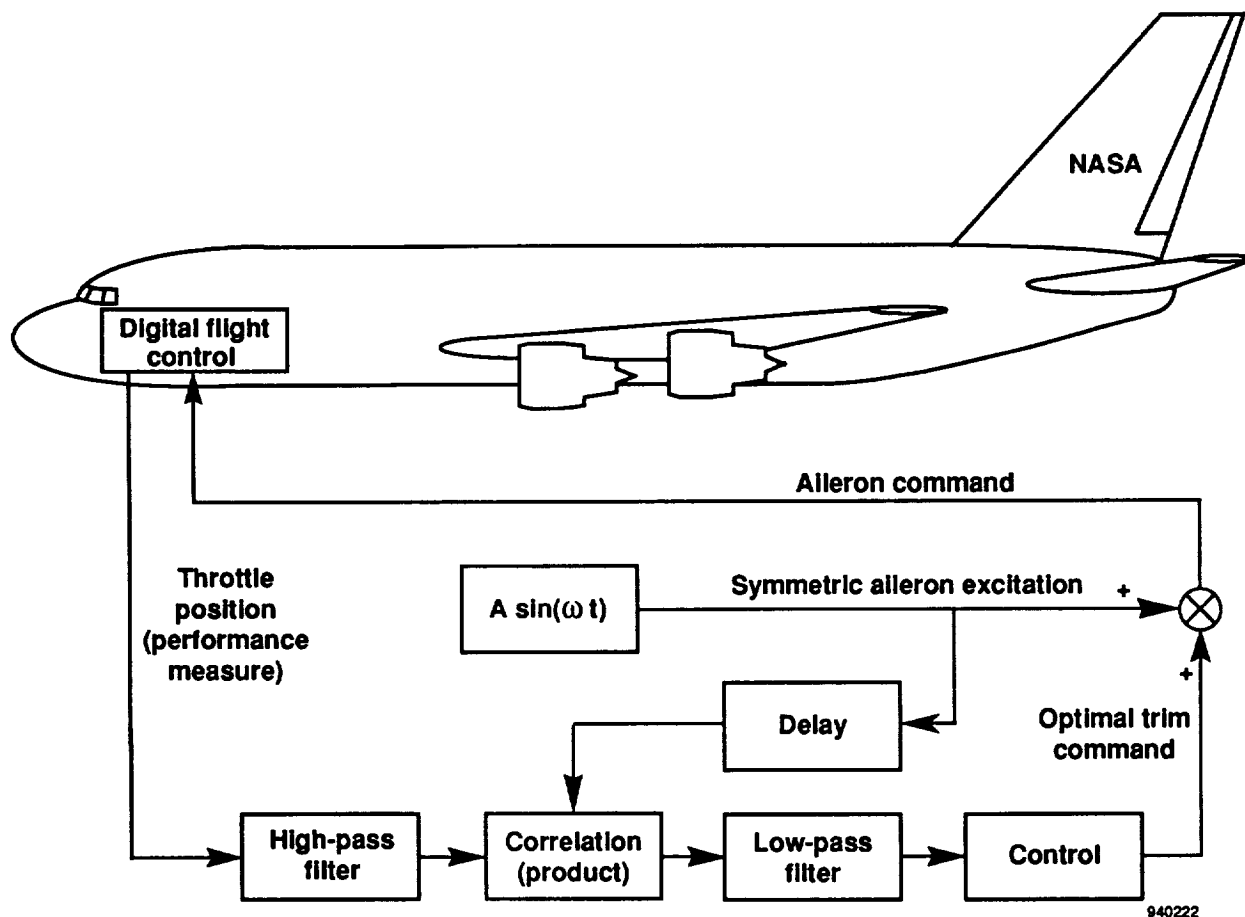 NASA
Digital flight
control
Aileron command
Throttle
position
(performance
measure)
A sin(ω t)
Symmetric aileron excitation
+
+
Delay
Optimal trim
command
High-pass
filter
Correlation
(product)
Low-pass
filter
Control
940222